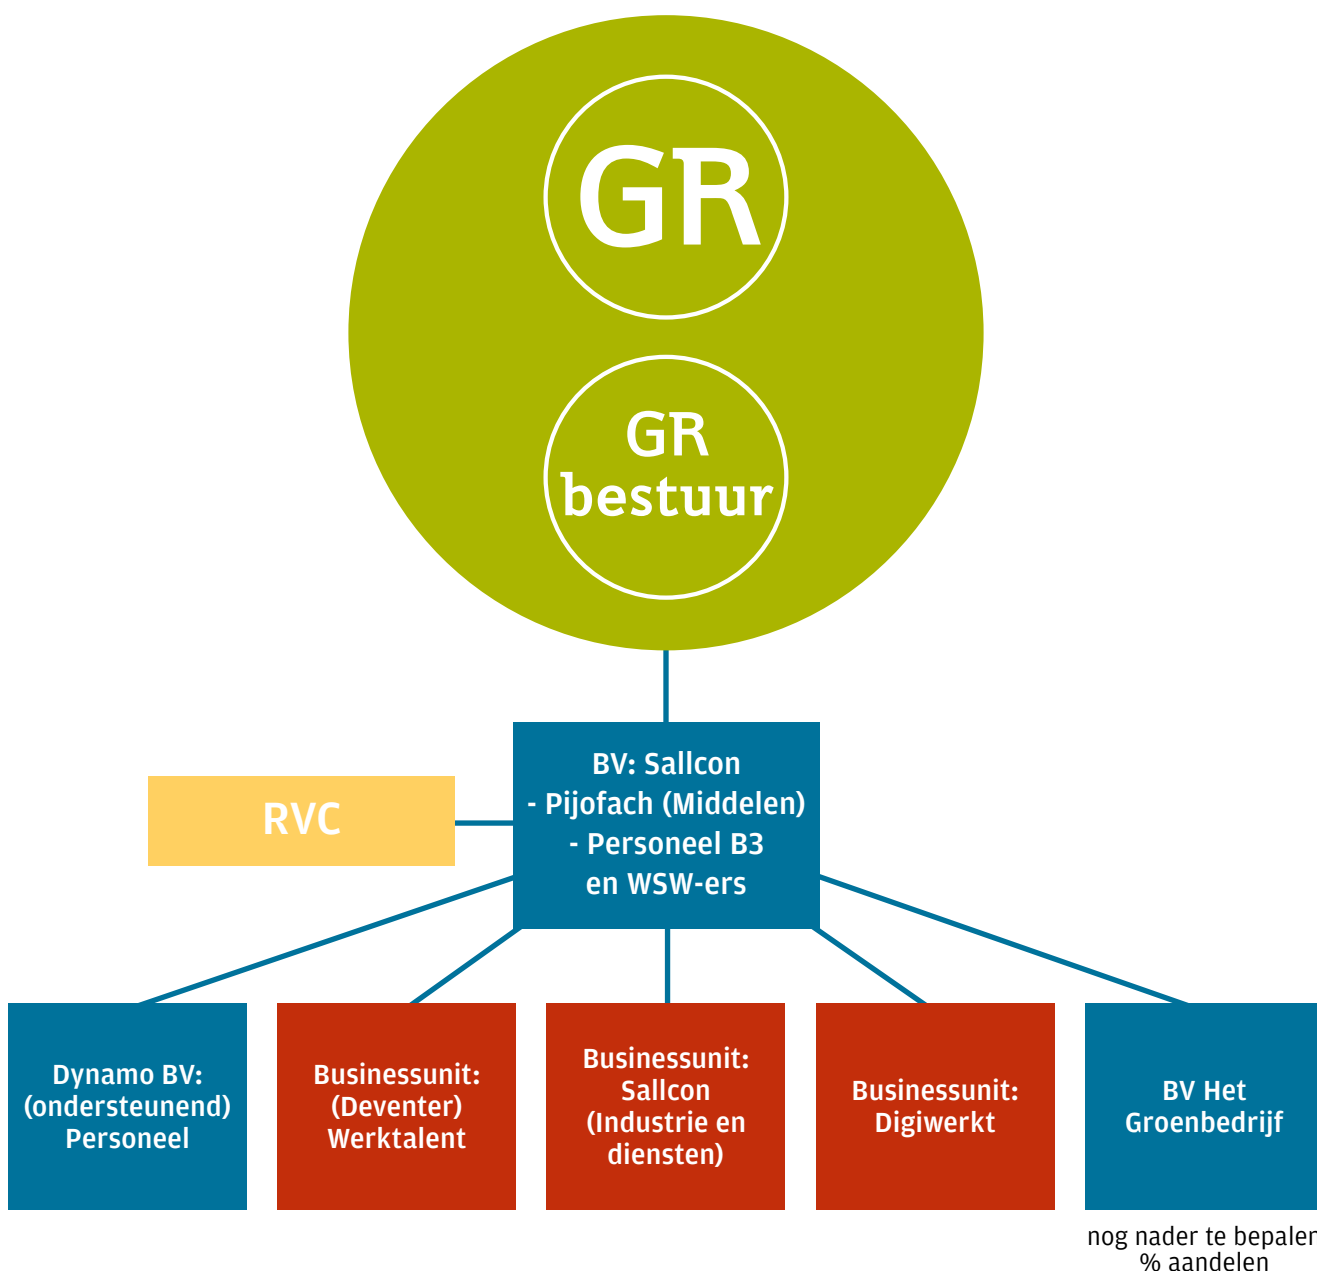 GR
GR
bestuur
BV: Sallcon
- Pijofach (Middelen)
- Personeel B3
en WSW-ers
RVC
Dynamo BV:
(ondersteunend)
Personeel
Businessunit:
(Deventer)
Werktalent
Businessunit:
Sallcon
(Industrie en
diensten)
Businessunit:
Digiwerkt
BV Het
Groenbedrijf
nog nader te bepalen
% aandelen